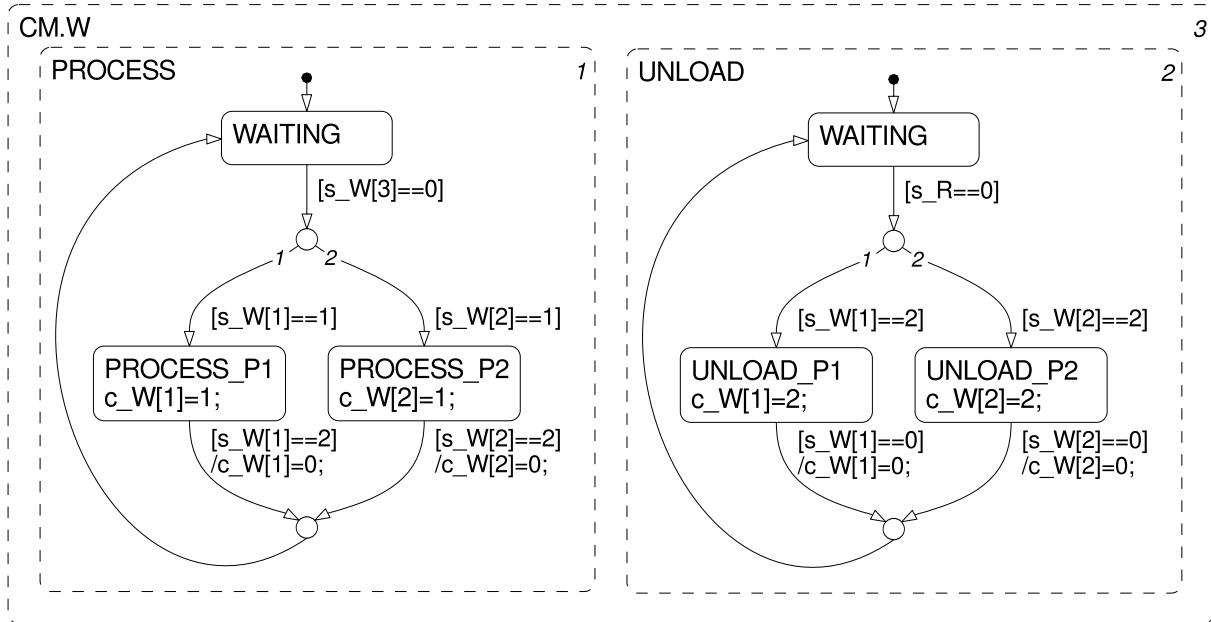 CM.W
3
PROCESS
1
WAITING
[s_W[3]==0]
1
2
[s_W[1]==1]
[s_W[2]==1]
PROCESS_P1
c_W[1]=1;
PROCESS_P2
c_W[2]=1;
[s_W[1]==2]
/c_W[1]=0;
[s_W[2]==2]
/c_W[2]=0;
UNLOAD
2
WAITING
[s_R==0]
1
2
[s_W[1]==2]
[s_W[2]==2]
UNLOAD_P1
c_W[1]=2;
UNLOAD_P2
c_W[2]=2;
[s_W[1]==0]
/c_W[1]=0;
[s_W[2]==0]
/c_W[2]=0;